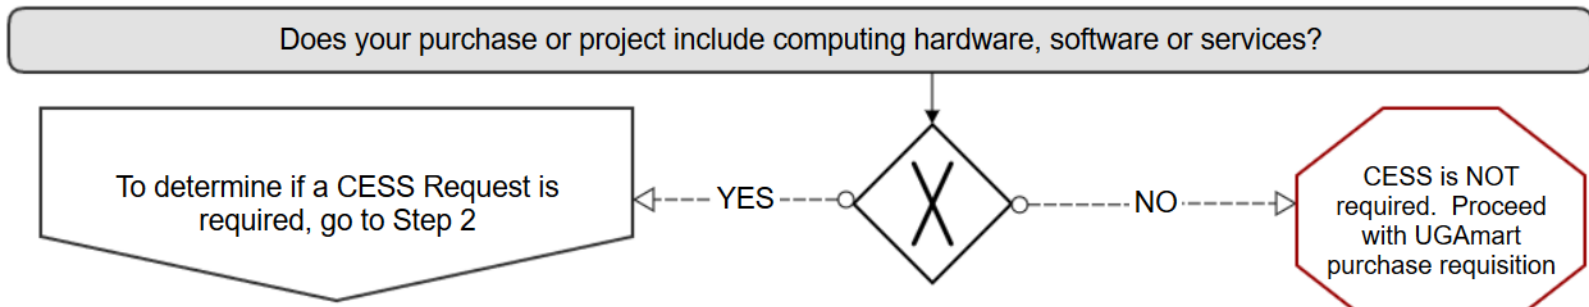 Does your purchase or project include computing hardware, software or services?
To determine if a CESS Request is
required, go to Step 2
YES
NO
CESS is NOT
required.  Proceed
with UGAmart
purchase requisition